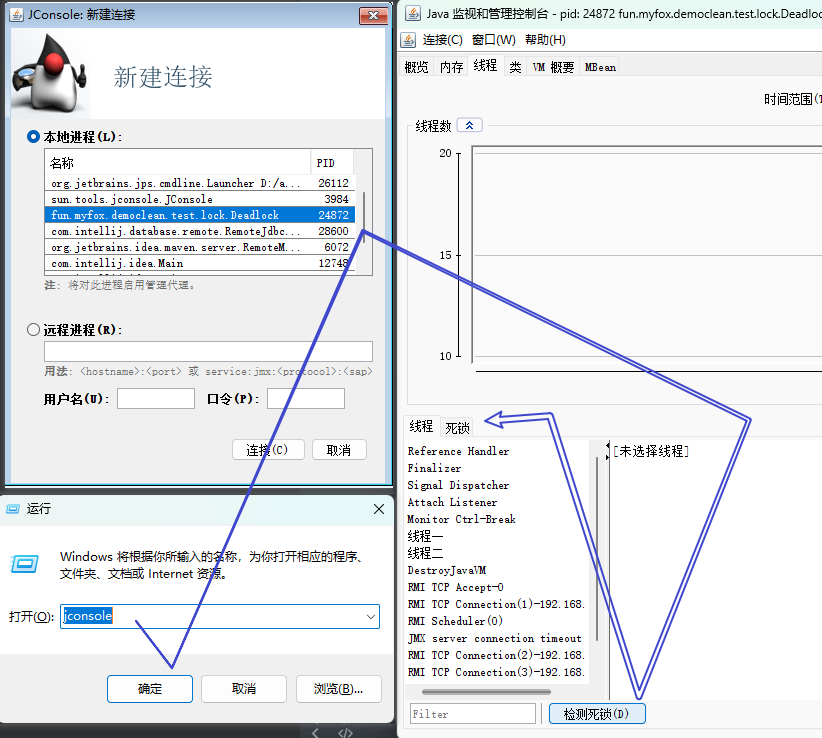 JConsole: 新建连接
新建连接
本地进程(L):
名称 PID
org.jetbrains.jps.cmdline.Launcher D:/a... 26112
sun.tools.jconsole.JConsole 3984
fun.myfox.democlean.test.lock.Deadlock 24872
com.intellij.database.remote.RemoteJdbc... 28600
org.jetbrains.idea.maven.server.RemoteM... 6072
com.intellij.idea.Main 12748
注: 将对此进程启用管理代理。
远程进程(R):
用法: <hostname>:<port> 或 service:jmx:<protocol>:<sap>
用户名(U): 口令(P):
连接(C) 取消
运行
Windows 将根据你所输入的名称，为你打开相应的程序、
文件夹、文档或 Internet 资源。
打开(O): jconsole
确定 取消 浏览(B)...
Java 监视和管理控制台 - pid: 24872 fun.myfox.democlean.test.lock.Deadloc
连接(C) 窗口(W) 帮助(H)
概览 内存 线程 类 VM 概要 MBean
时间范围(T
线程数
20
15
10
线程 死锁
Reference Handler
Finalizer
Signal Dispatcher
Attach Listener
Monitor Ctrl-Break
线程一
线程二
DestroyJavaVM
RMI TCP Accept-0
RMI TCP Connection(1)-192.168.
RMI Scheduler(0)
JMX server connection timeout
RMI TCP Connection(2)-192.168.
RMI TCP Connection(3)-192.168.
[未选择线程]
Filter 检测死锁(D)